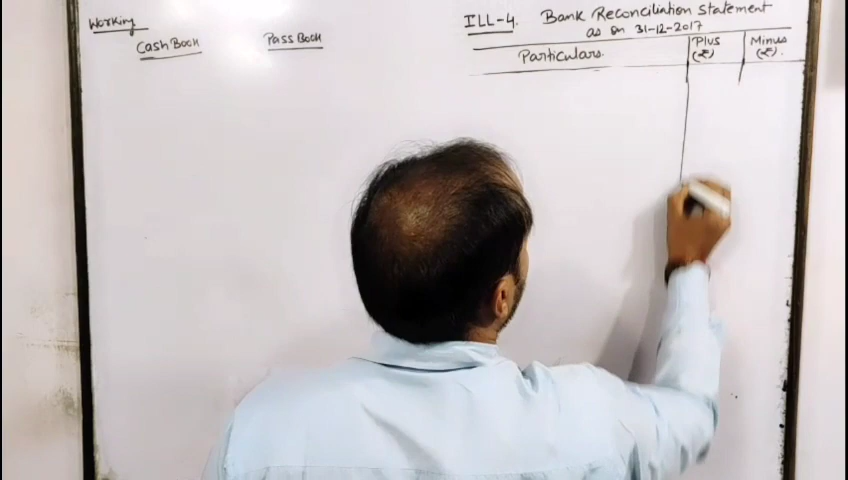 Working
Cash Book
Pass Book
ILL-4. Bank Reconciliation Statement
as on 31-12-2017
Particulars.
Plus
(₹)
Minus
(₹).